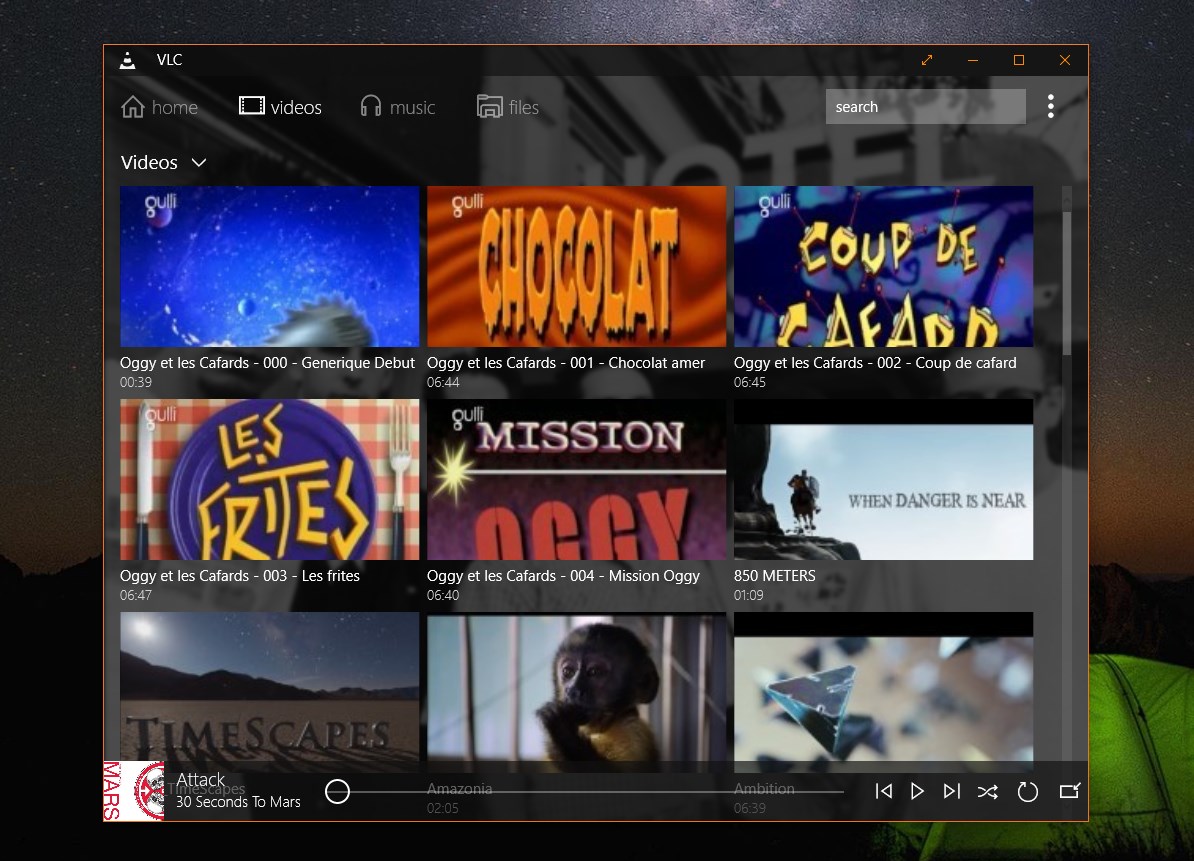 VLC
home
videos
music
files
search
HOTEL
Videos
gulli
gulli
CHOCOLAT
gulli
COUP DE
CAFARD
Oggy et les Cafards - 000 - Generique Debut
00:39
Oggy et les Cafards - 001 - Chocolat amer
06:44
Oggy et les Cafards - 002 - Coup de cafard
06:45
gulli
LES
FRITES
gulli
MISSION
OGGY
WHEN DANGER IS NEAR
Oggy et les Cafards - 003 - Les frites
06:47
Oggy et les Cafards - 004 - Mission Oggy
06:40
850 METERS
01:09
TIMESCAPES
MARS
Attack
30 Seconds To Mars
TimeScapes
Amazonia
02:05
Ambition
06:39